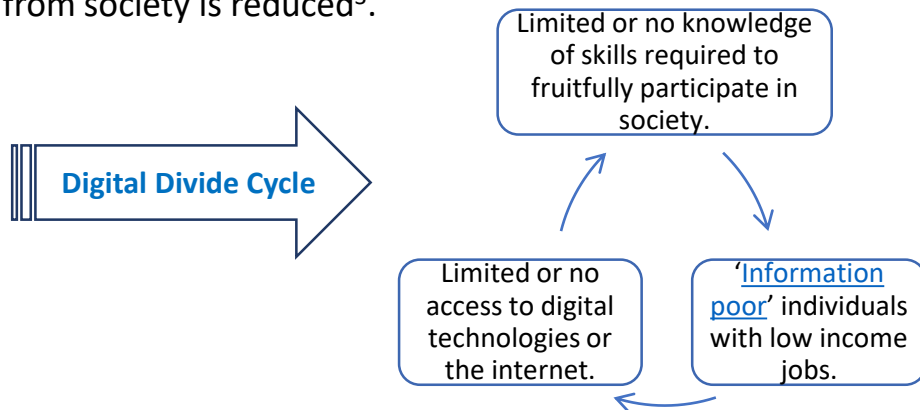 from society is reduced³.
Limited or no knowledge
of skills required to
fruitfully participate in
society.
Digital Divide Cycle
Limited or no
access to digital
technologies or
the internet.
‘Information
poor’ individuals
with low income
jobs.